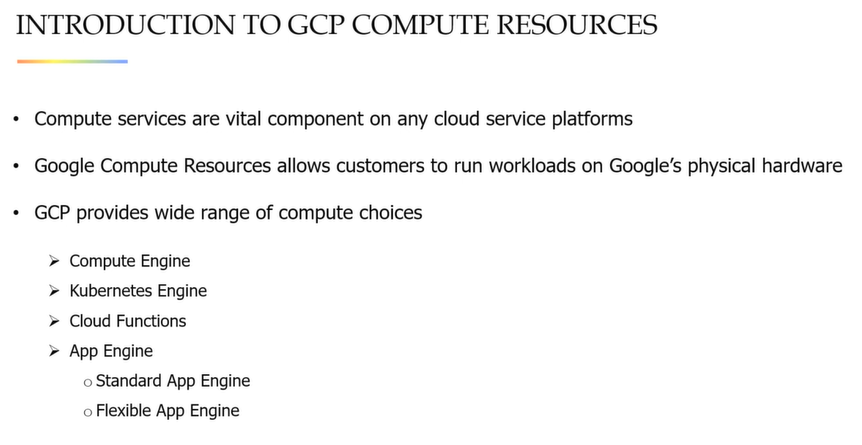 INTRODUCTION TO GCP COMPUTE RESOURCES
• Compute services are vital component on any cloud service platforms
• Google Compute Resources allows customers to run workloads on Google's physical hardware
• GCP provides wide range of compute choices
➢ Compute Engine
➢ Kubernetes Engine
➢ Cloud Functions
➢ App Engine
○ Standard App Engine
○ Flexible App Engine